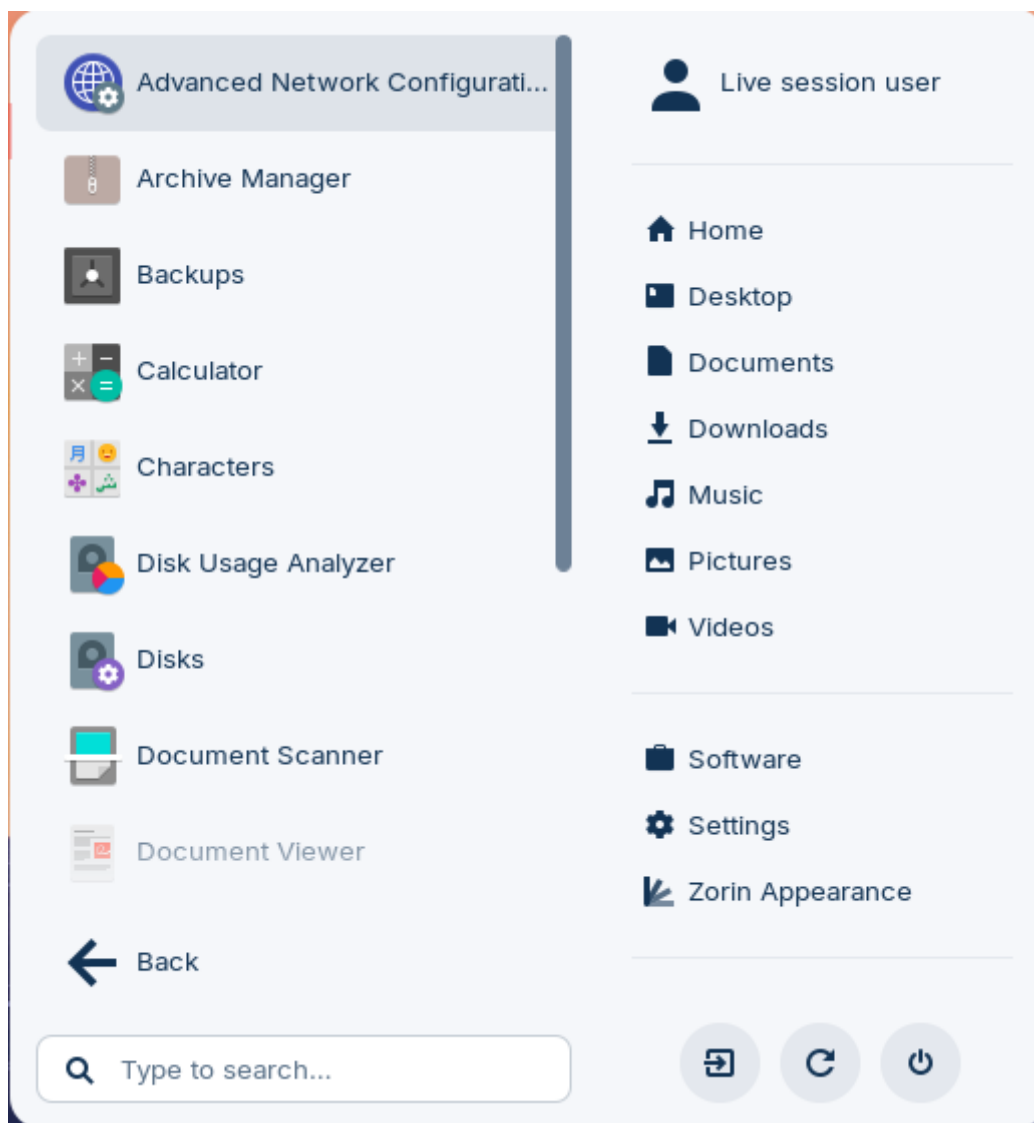 Advanced Network Configurati...
Archive Manager
Backups
Calculator
Characters
Disk Usage Analyzer
Disks
Document Scanner
Document Viewer
Back
Type to search...
Live session user
Home
Desktop
Documents
Downloads
Music
Pictures
Videos
Software
Settings
Zorin Appearance